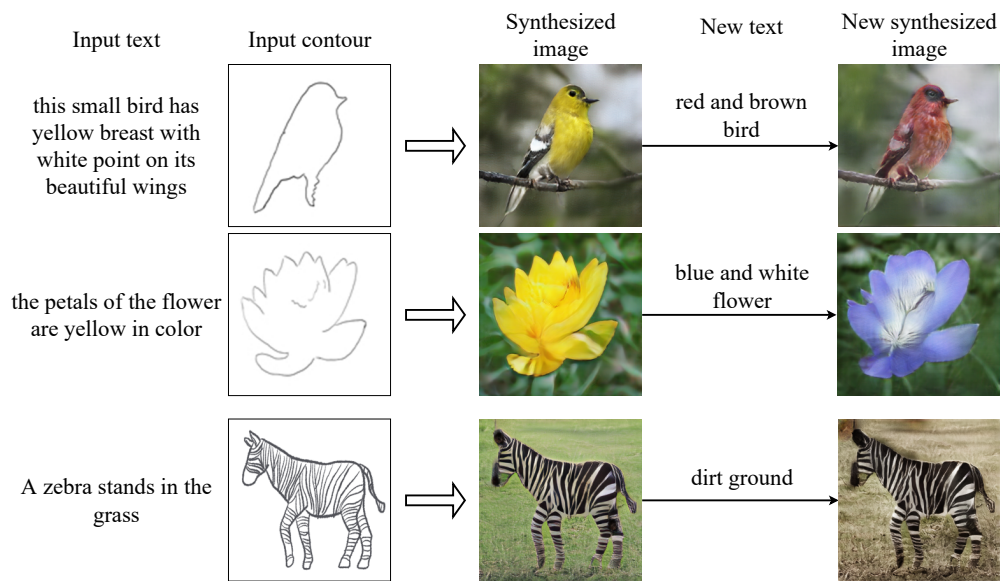 Input text
Input contour
Synthesized
image
New text
New synthesized
image
this small bird has
yellow breast with
white point on its
beautiful wings
red and brown
bird
the petals of the flower
are yellow in color
blue and white
flower
A zebra stands in the
grass
dirt ground